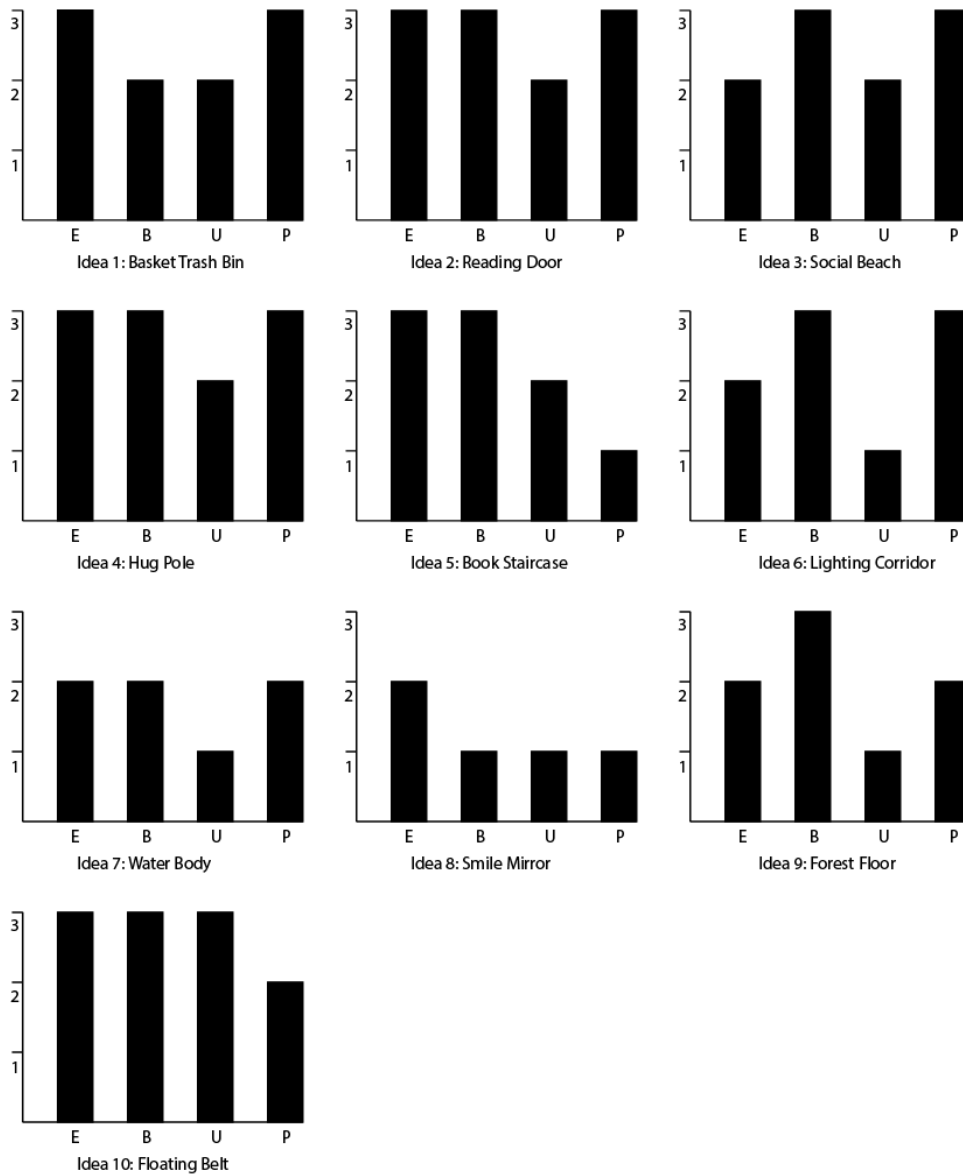 3
2
1
E B U P
Idea 1: Basket Trash Bin
3
2
1
E B U P
Idea 2: Reading Door
3
2
1
E B U P
Idea 3: Social Beach
3
2
1
E B U P
Idea 4: Hug Pole
3
2
1
E B U P
Idea 5: Book Staircase
3
2
1
E B U P
Idea 6: Lighting Corridor
3
2
1
E B U P
Idea 7: Water Body
3
2
1
E B U P
Idea 8: Smile Mirror
3
2
1
E B U P
Idea 9: Forest Floor
3
2
1
E B U P
Idea 10: Floating Belt